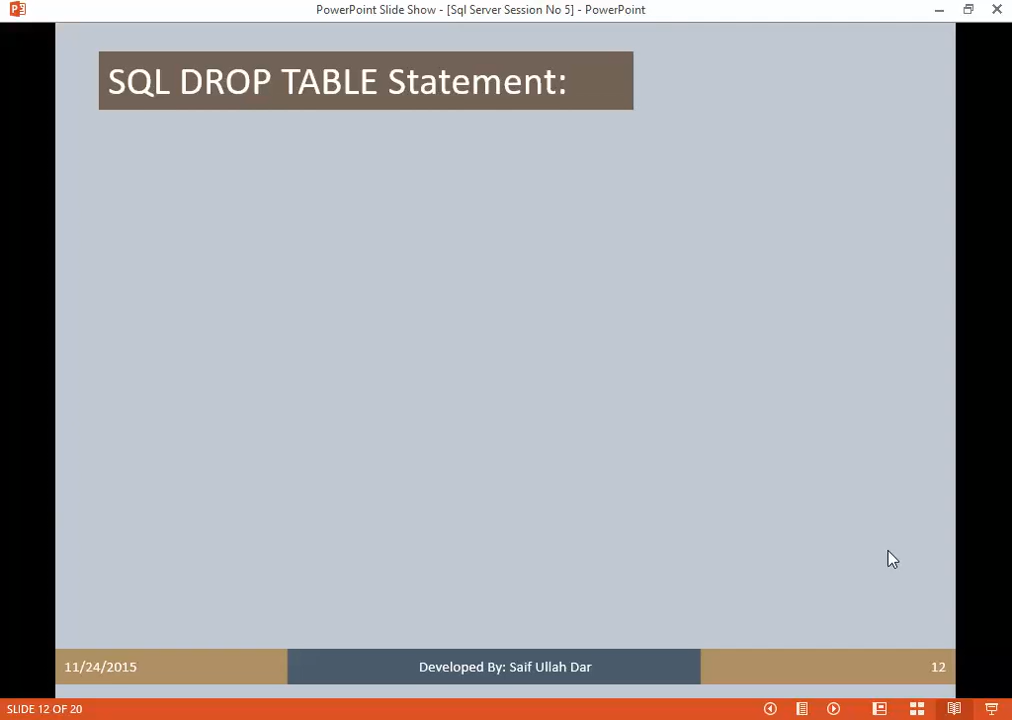 PowerPoint Slide Show - [Sql Server Session No 5] - PowerPoint
SQL DROP TABLE Statement:
11/24/2015
Developed By: Saif Ullah Dar
12
SLIDE 12 OF 20